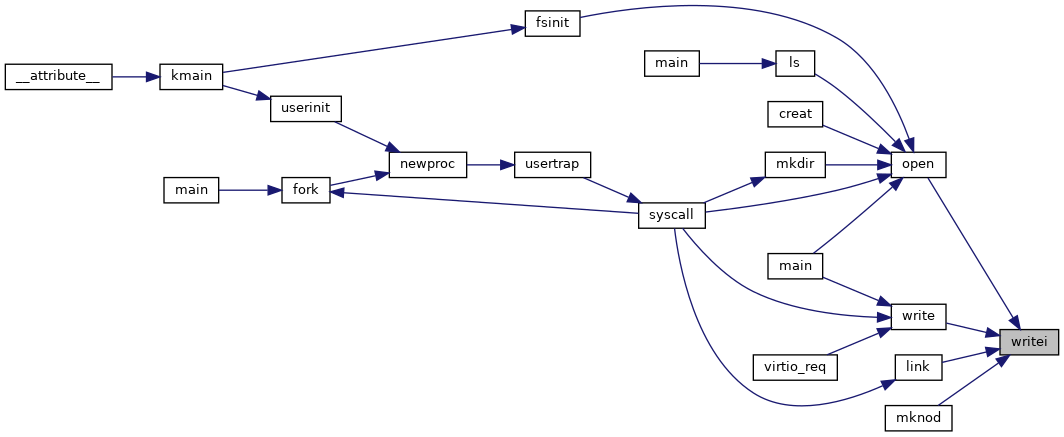 fsinit
main
ls
__attribute__
kmain
userinit
creat
newproc
usertrap
mkdir
open
main
fork
syscall
main
write
writei
virtio_req
link
mknod